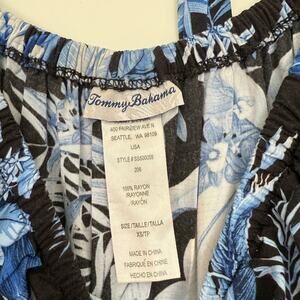 Tommy Bahama
400 FAIRVIEW AVE N
SEATTLE, WA 98109
USA
206
100% RAYON
RAYONNE
(RAYÓN)
SIZE/TAILLE/TALLA
XS/TP
MADE IN CHINA
FABRIQUÉ EN CHINE
HECHO EN CHINA